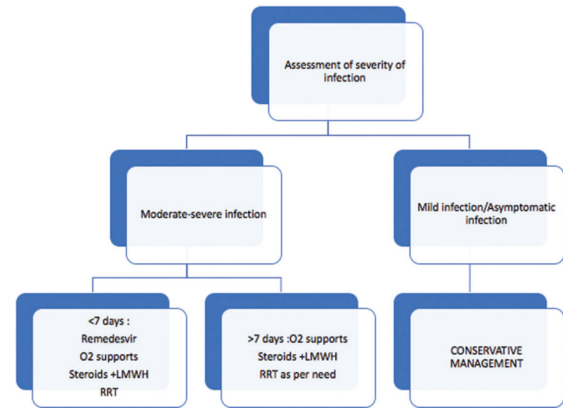 Assessment of severity of
infection
Moderate-severe infection
Mild infection/Asymptomatic
infection
<7 days :
Remedesvir
O2 supports
Steroids +LMWH
RRT
>7 days :O2 supports
Steroids +LMWH
RRT as per need
CONSERVATIVE
MANAGEMENT